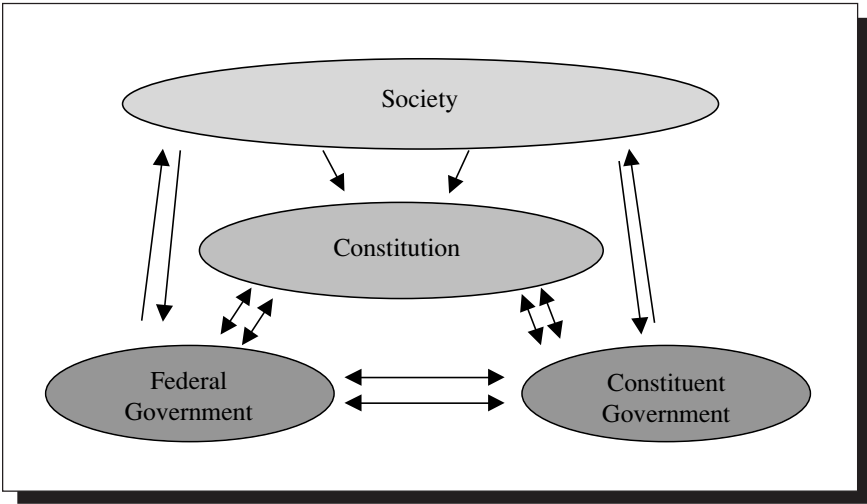 Society
Constitution
Federal
Government
Constituent
Government